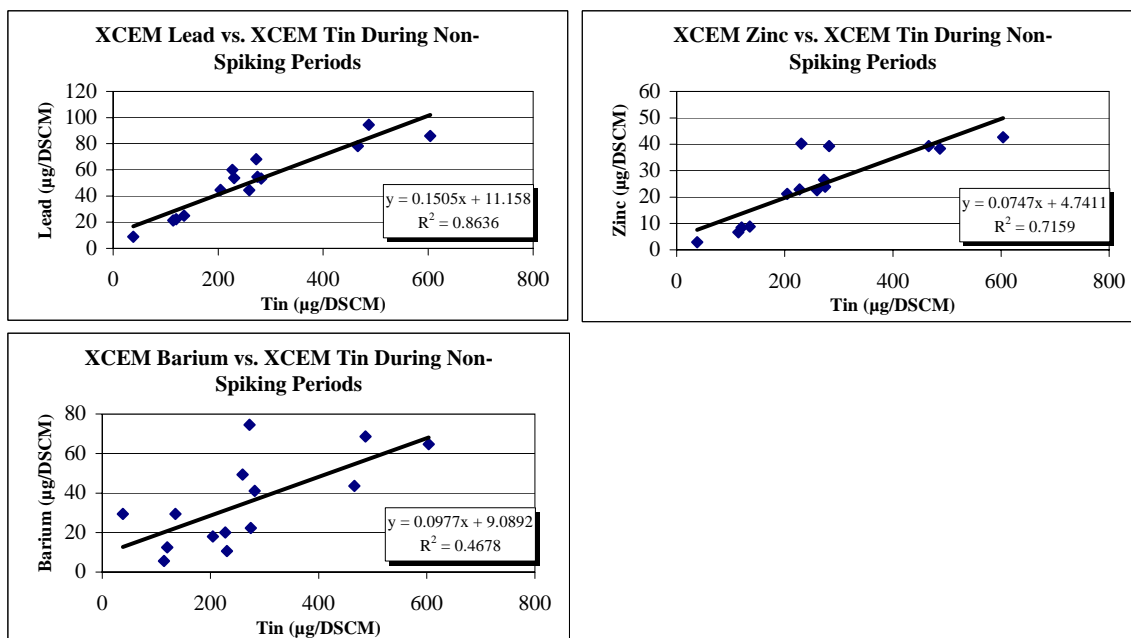 XCEM Lead vs. XCEM Tin During Non-
Spiking Periods
Lead (µg/DSCM)
120
100
80
60
40
20
0
y = 0.1505x + 11.158
R² = 0.8636
0 200 400 600 800
Tin (µg/DSCM)
XCEM Zinc vs. XCEM Tin During Non-
Spiking Periods
Zinc (µg/DSCM)
60
50
40
30
20
10
0
y = 0.0747x + 4.7411
R² = 0.7159
0 200 400 600 800
Tin (µg/DSCM)
XCEM Barium vs. XCEM Tin During Non-
Spiking Periods
Barium (µg/DSCM)
80
60
40
20
0
y = 0.0977x + 9.0892
R² = 0.4678
0 200 400 600 800
Tin (µg/DSCM)